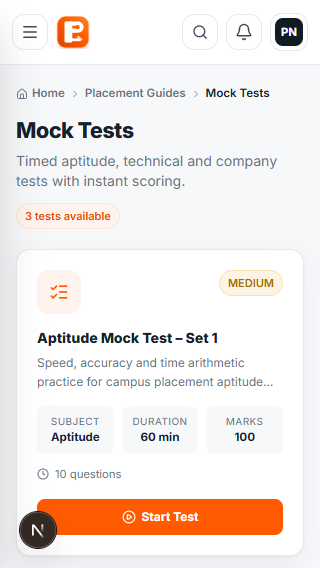 PN
Home > Placement Guides > Mock Tests
Mock Tests
Timed aptitude, technical and company
tests with instant scoring.
3 tests available
MEDIUM
Aptitude Mock Test – Set 1
Speed, accuracy and time arithmetic
practice for campus placement aptitude...
SUBJECT DURATION MARKS
Aptitude 60 min 100
10 questions
Start Test
N